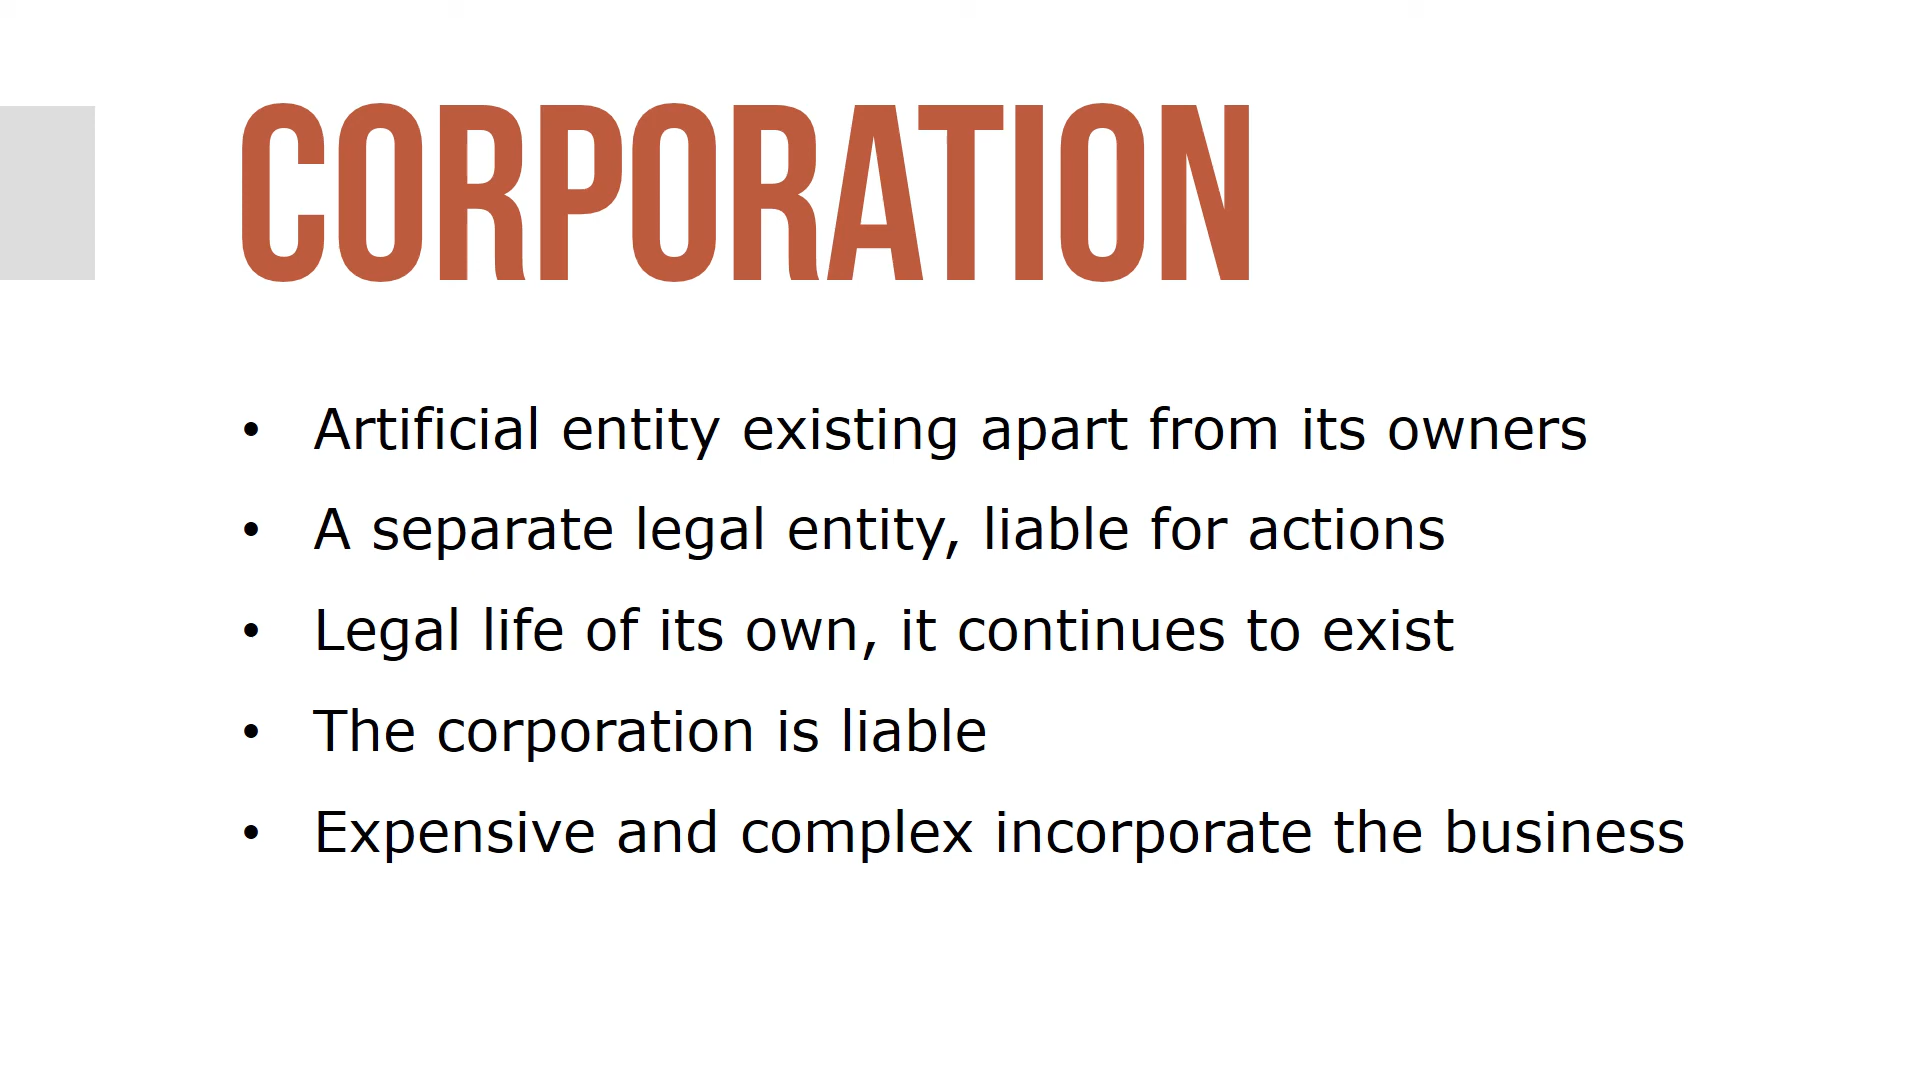 CORPORATION
• Artificial entity existing apart from its owners
• A separate legal entity, liable for actions
• Legal life of its own, it continues to exist
• The corporation is liable
• Expensive and complex incorporate the business